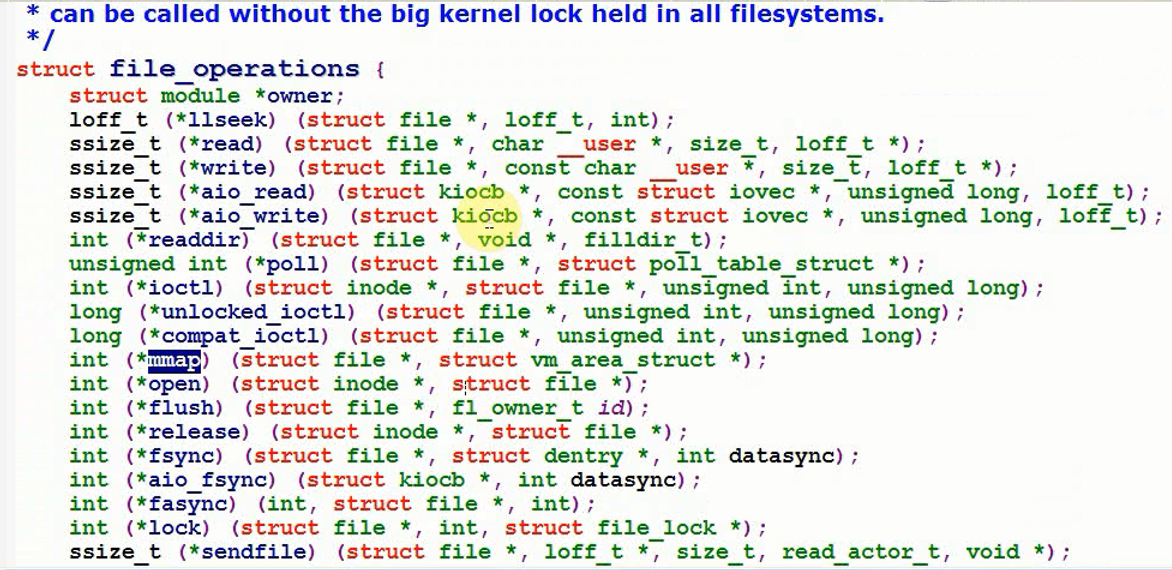 * can be called without the big kernel lock held in all filesystems.
*/
struct file_operations {
struct module *owner;
loff_t (*llseek) (struct file *, loff_t, int);
ssize_t (*read) (struct file *, char __user *, size_t, loff_t *);
ssize_t (*write) (struct file *, const char __user *, size_t, loff_t *);
ssize_t (*aio_read) (struct kiocb *, const struct iovec *, unsigned long, loff_t);
ssize_t (*aio_write) (struct kiocb *, const struct iovec *, unsigned long, loff_t);
int (*readdir) (struct file *, void *, filldir_t);
unsigned int (*poll) (struct file *, struct poll_table_struct *);
int (*ioctl) (struct inode *, struct file *, unsigned int, unsigned long);
long (*unlocked_ioctl) (struct file *, unsigned int, unsigned long);
long (*compat_ioctl) (struct file *, unsigned int, unsigned long);
int (*mmap) (struct file *, struct vm_area_struct *);
int (*open) (struct inode *, struct file *);
int (*flush) (struct file *, fl_owner_t id);
int (*release) (struct inode *, struct file *);
int (*fsync) (struct file *, struct dentry *, int datasync);
int (*aio_fsync) (struct kiocb *, int datasync);
int (*fasync) (int, struct file *, int);
int (*lock) (struct file *, int, struct file_lock *);
ssize_t (*sendfile) (struct file *, loff_t *, size_t, read_actor_t, void *);